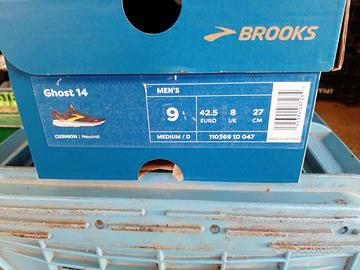 BROOKS
Ghost 14
CUSHION | Neutral
MEN'S
9 42.5 8 27
EURO UK CM
MEDIUM / D 110369 1D 047